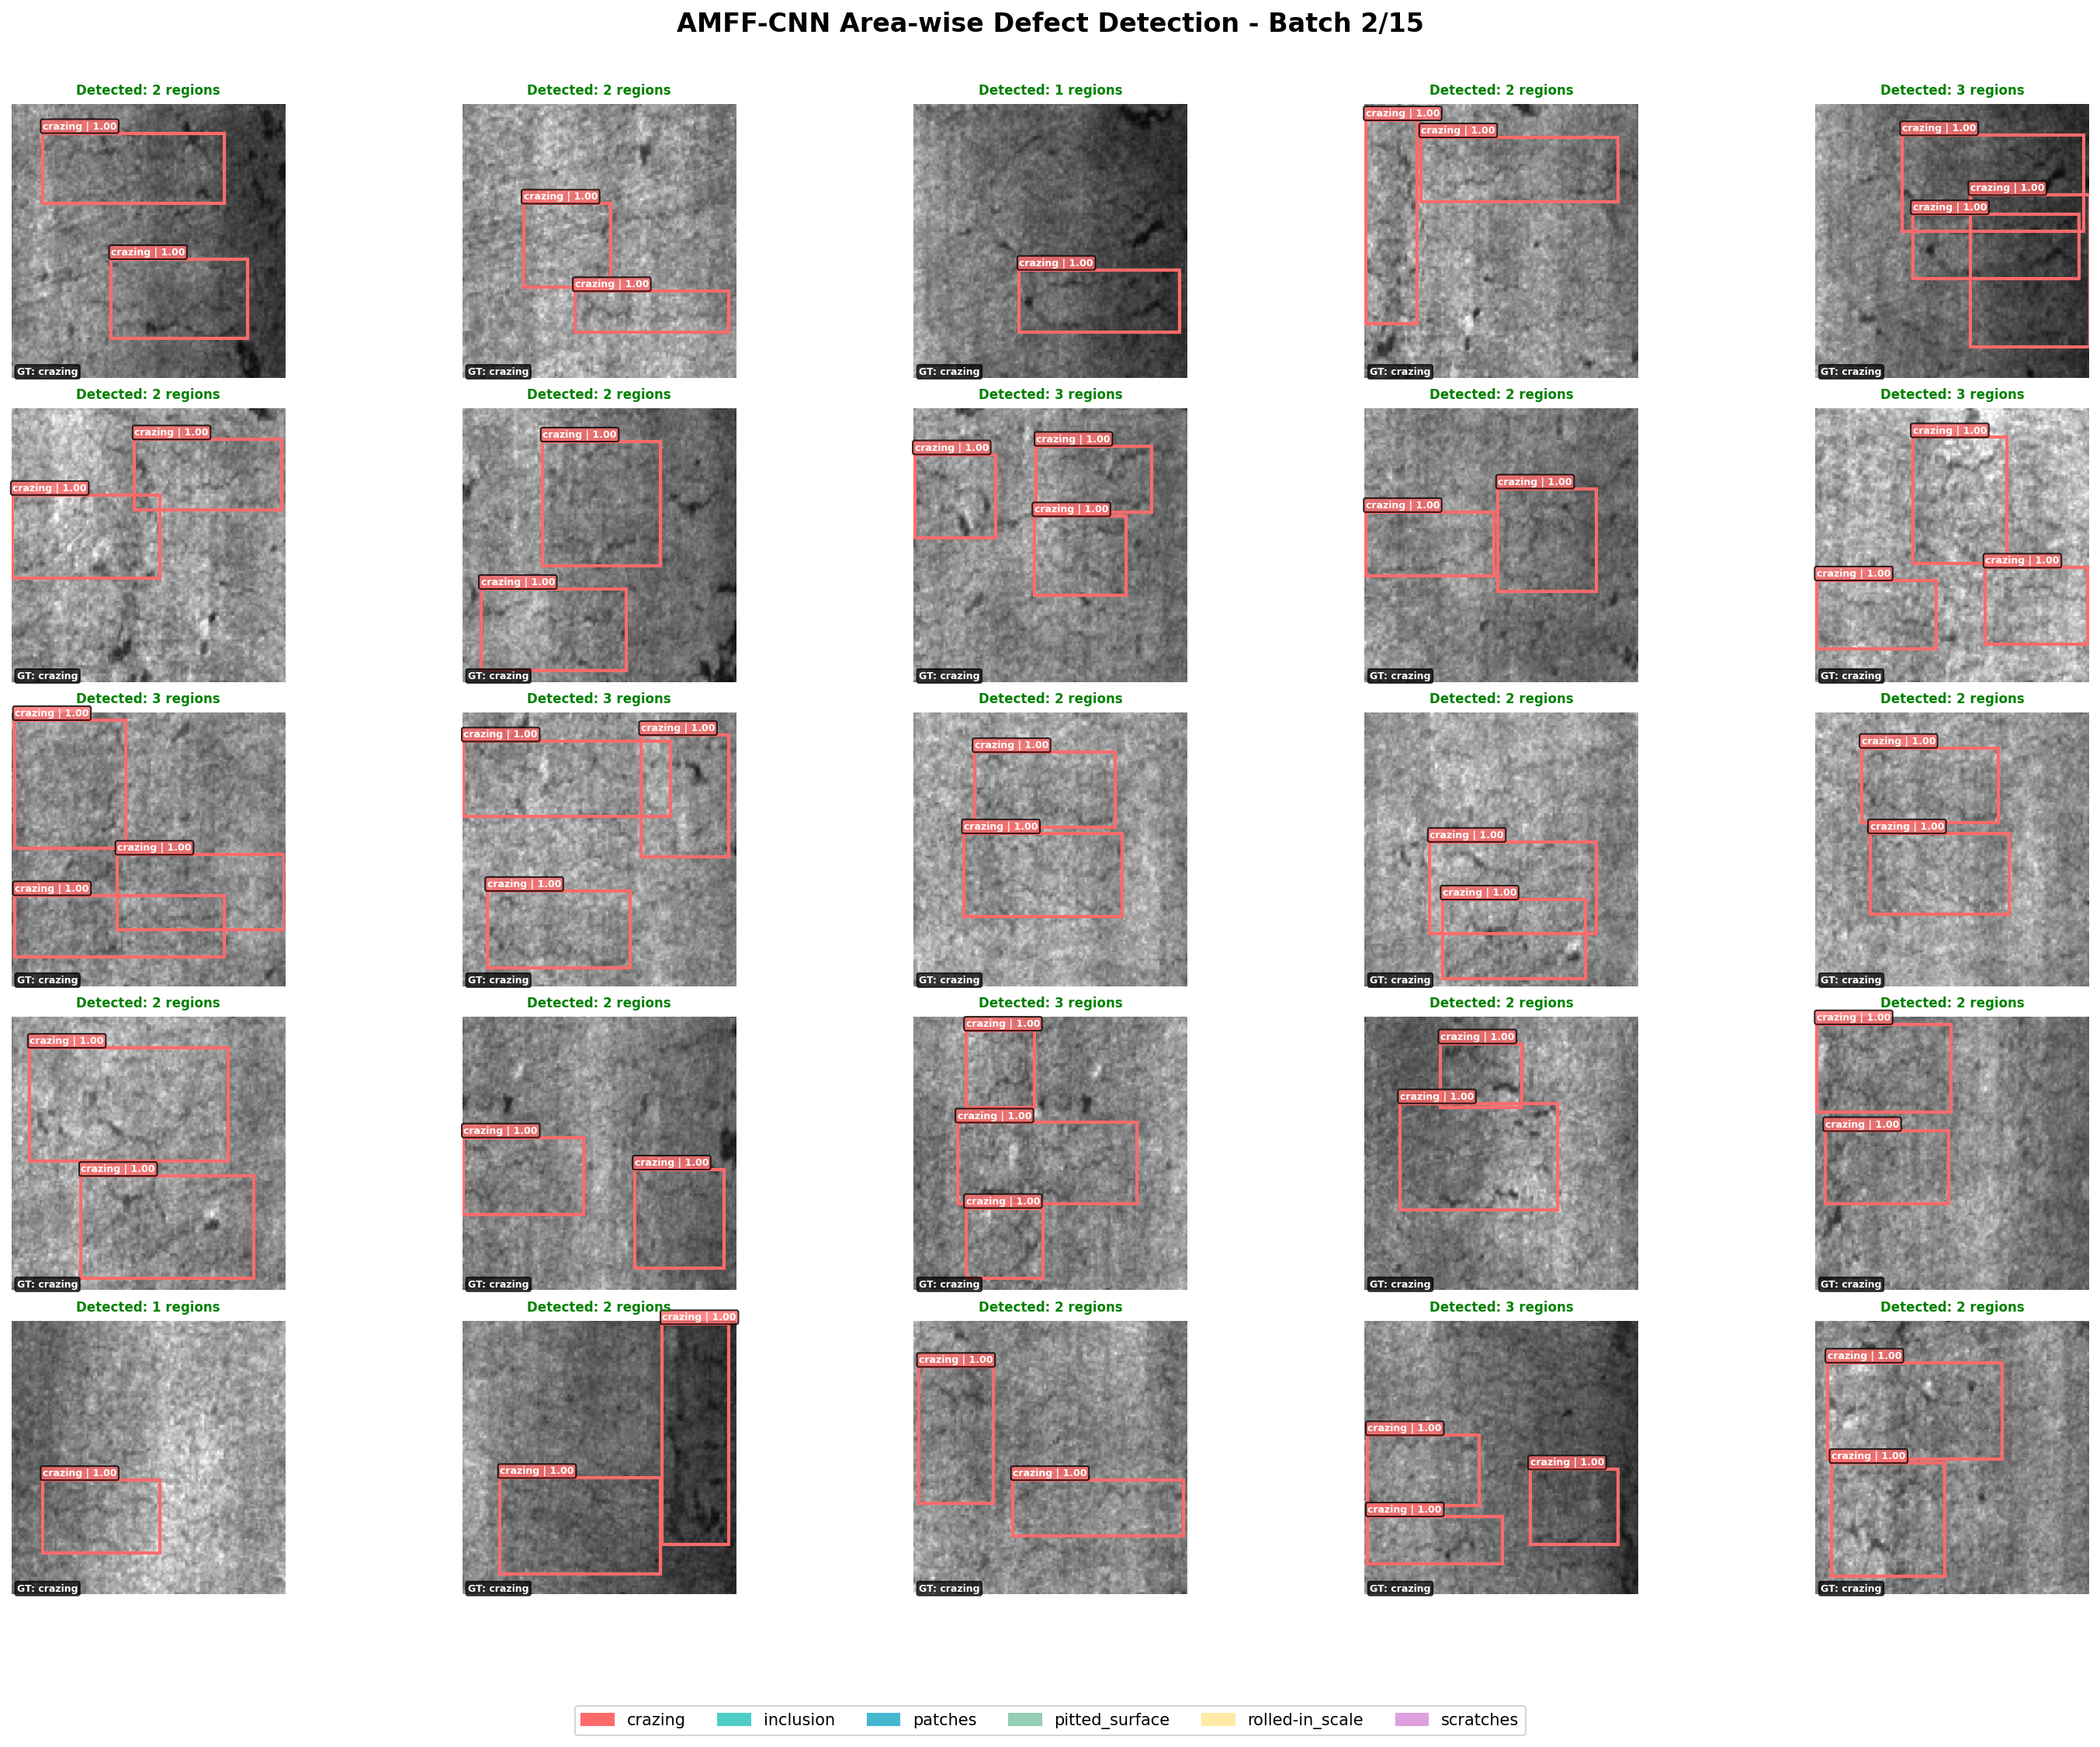 AMFF-CNN Area-wise Defect Detection - Batch 2/15
Detected: 2 regions
crazing | 1.00
crazing | 1.00
GT: crazing
Detected: 2 regions
crazing | 1.00
crazing | 1.00
GT: crazing
Detected: 1 regions
crazing | 1.00
GT: crazing
Detected: 2 regions
crazing | 1.00
crazing | 1.00
GT: crazing
Detected: 3 regions
crazing | 1.00
crazing | 1.00
crazing | 1.00
GT: crazing
Detected: 2 regions
crazing | 1.00
crazing | 1.00
GT: crazing
Detected: 2 regions
crazing | 1.00
crazing | 1.00
GT: crazing
Detected: 3 regions
crazing | 1.00
crazing | 1.00
crazing | 1.00
GT: crazing
Detected: 2 regions
crazing | 1.00
crazing | 1.00
GT: crazing
Detected: 3 regions
crazing | 1.00
crazing | 1.00
crazing | 1.00
GT: crazing
Detected: 3 regions
crazing | 1.00
crazing | 1.00
crazing | 1.00
GT: crazing
Detected: 3 regions
crazing | 1.00
crazing | 1.00
crazing | 1.00
GT: crazing
Detected: 2 regions
crazing | 1.00
crazing | 1.00
GT: crazing
Detected: 2 regions
crazing | 1.00
crazing | 1.00
GT: crazing
Detected: 2 regions
crazing | 1.00
crazing | 1.00
GT: crazing
Detected: 2 regions
crazing | 1.00
crazing | 1.00
GT: crazing
Detected: 2 regions
crazing | 1.00
crazing | 1.00
GT: crazing
Detected: 3 regions
crazing | 1.00
crazing | 1.00
crazing | 1.00
GT: crazing
Detected: 2 regions
crazing | 1.00
crazing | 1.00
GT: crazing
Detected: 2 regions
crazing | 1.00
crazing | 1.00
GT: crazing
Detected: 1 regions
crazing | 1.00
GT: crazing
Detected: 2 regions
crazing | 1.00
crazing | 1.00
GT: crazing
Detected: 2 regions
crazing | 1.00
crazing | 1.00
GT: crazing
Detected: 3 regions
crazing | 1.00
crazing | 1.00
crazing | 1.00
GT: crazing
Detected: 2 regions
crazing | 1.00
crazing | 1.00
GT: crazing
crazing inclusion patches pitted_surface rolled-in_scale scratches